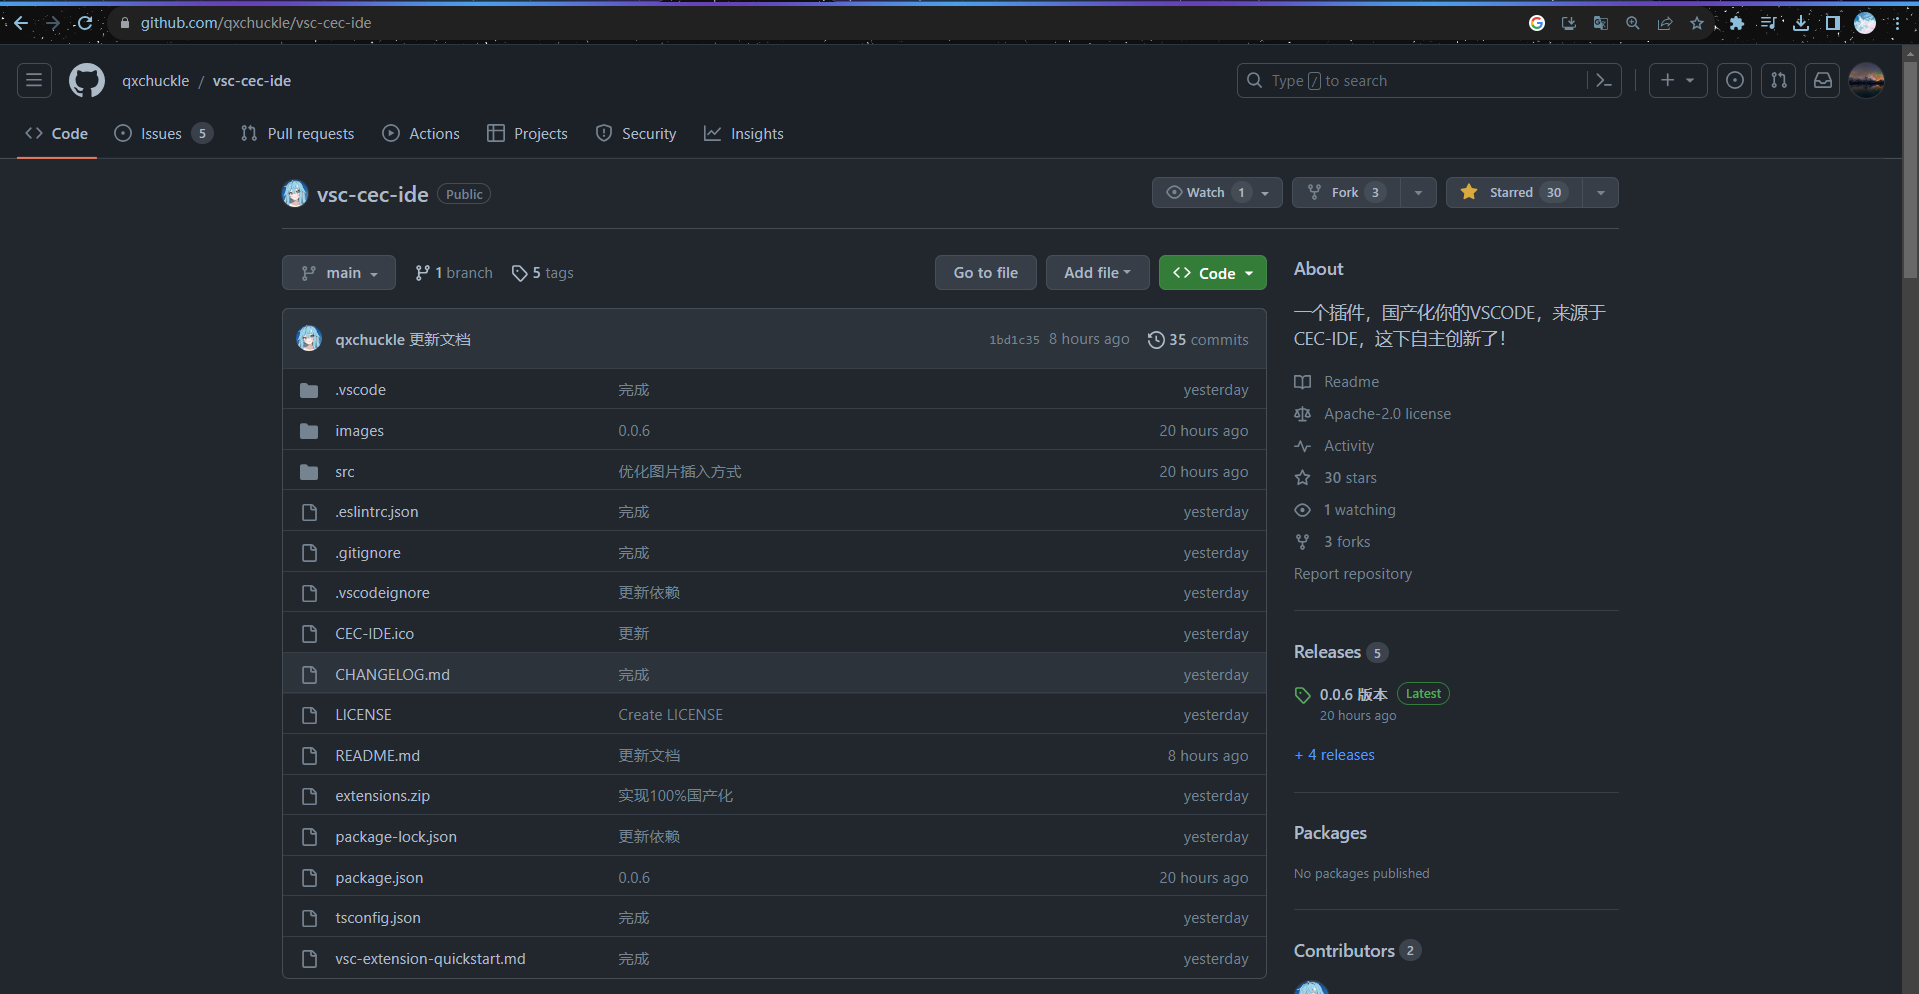 github.com/qxchuckle/vsc-cec-ide
qxchuckle / vsc-cec-ide
Type / to search
Code
Issues 5
Pull requests
Actions
Projects
Security
Insights
vsc-cec-ide Public
Watch 1
Fork 3
Starred 30
main
1 branch
5 tags
Go to file
Add file
Code
qxchuckle 更新文档 1bd1c35 8 hours ago 35 commits
.vscode 完成 yesterday
images 0.0.6 20 hours ago
src 优化图片插入方式 20 hours ago
.eslintrc.json 完成 yesterday
.gitignore 完成 yesterday
.vscodeignore 更新依赖 yesterday
CEC-IDE.ico 更新 yesterday
CHANGELOG.md 完成 yesterday
LICENSE Create LICENSE yesterday
README.md 更新文档 8 hours ago
extensions.zip 实现100%国产化 yesterday
package-lock.json 更新依赖 yesterday
package.json 0.0.6 20 hours ago
tsconfig.json 完成 yesterday
vsc-extension-quickstart.md 完成 yesterday
About
一个插件，国产化你的VSCODE，来源于
CEC-IDE，这下自主创新了！
Readme
Apache-2.0 license
Activity
30 stars
1 watching
3 forks
Report repository
Releases 5
0.0.6 版本 Latest
20 hours ago
+ 4 releases
Packages
No packages published
Contributors 2